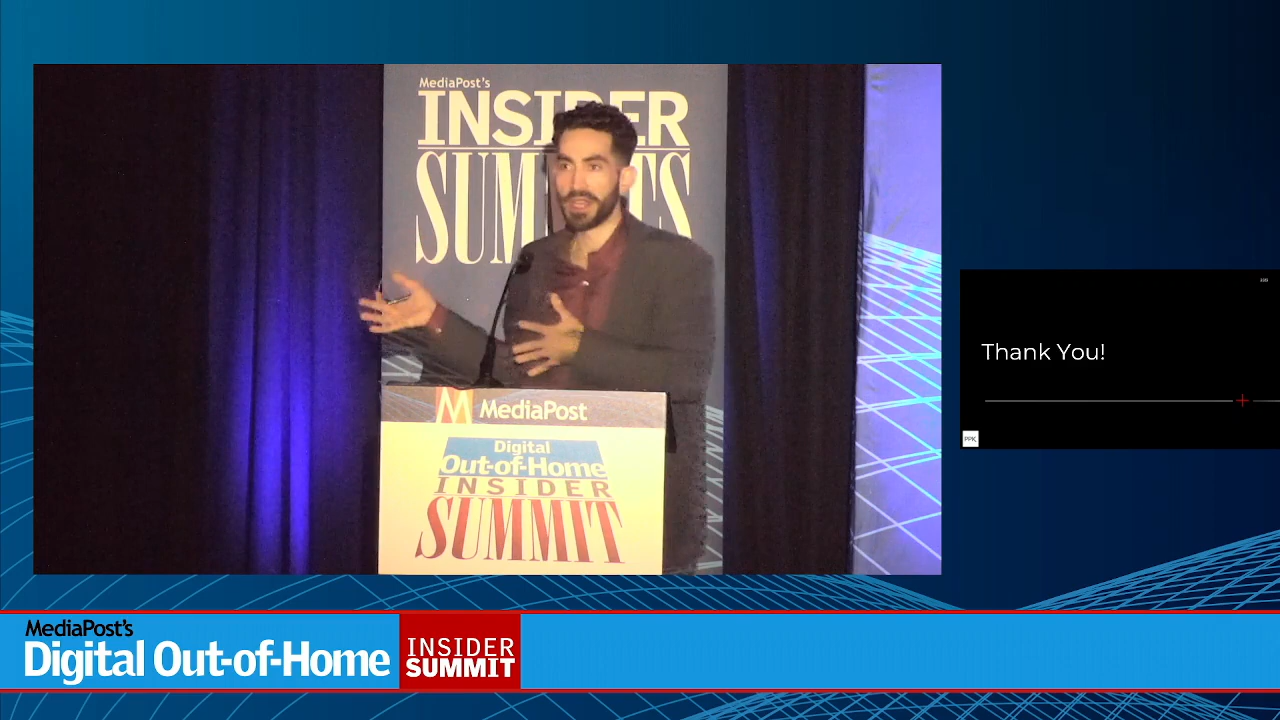 MediaPost's
INSIDER
SUMMITS
MediaPost
Digital
Out-of-Home
INSIDER
SUMMIT
Thank You!
PPK
MediaPost's
Digital Out-of-Home
INSIDER
SUMMIT